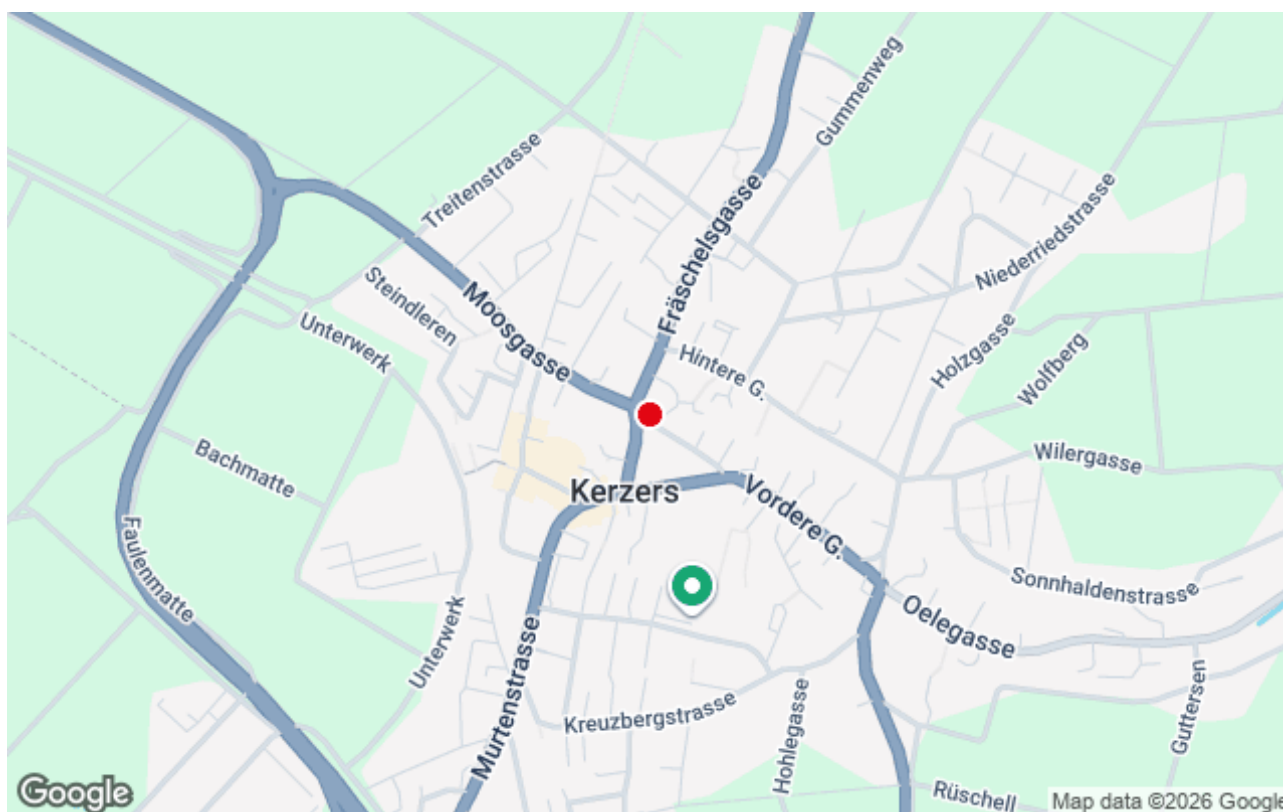 Gummenweg
Treitenstrasse
Fräschelsgasse
Niederriedstrasse
Steindleren
Moosgasse
Unterwerk
Hintere G.
Holzgasse
Wolfberg
Bachmatte
Wilergasse
Kerzers
Vordere G.
Faulenmatte
Sonnhaldenstrasse
Oelegasse
Unterwerk
Murtenstrasse
Kreuzbergstrasse
Hohlegasse
Guttersen
Rüschell
Google
Map data ©2026 Google